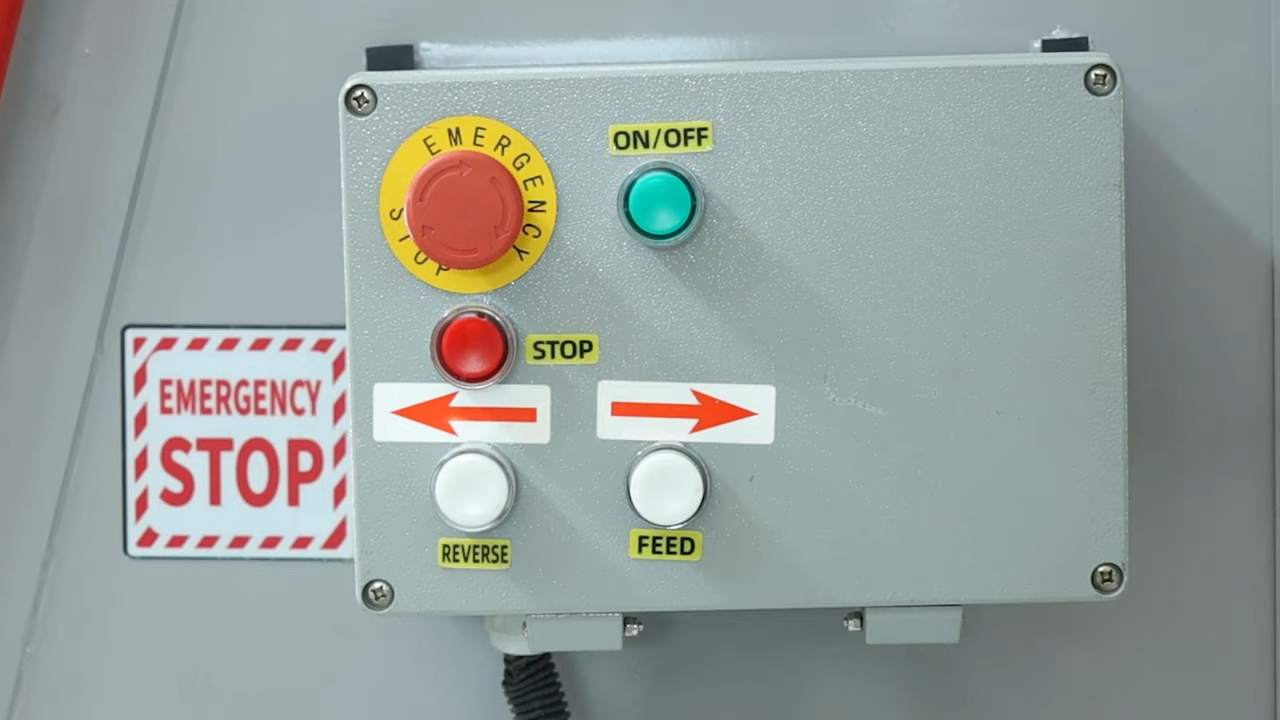 EMERGENCY
STOP
ON/OFF
STOP
EMERGENCY
STOP
REVERSE
FEED